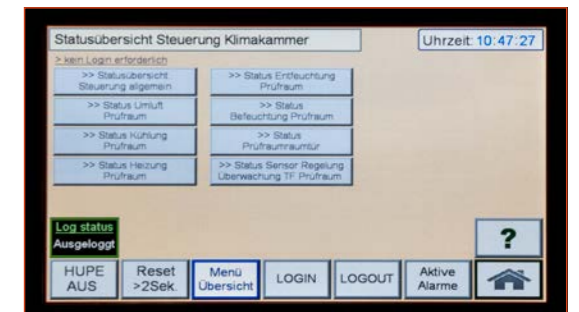 Statusübersicht Steuerung Klimakammer
Uhrzeit: 10:47:27
> kein Login erforderlich
>> Statusübersicht
Steuerung allgemein
>> Status Entfeuchtung
Prüfraum
>> Status Umluft
Prüfraum
>> Status
Befeuchtung Prüfraum
>> Status Kühlung
Prüfraum
>> Status
Prüfraumraumtür
>> Status Heizung
Prüfraum
>> Status Sensor Regelung
Überwachung TF Prüfraum
Log status
Ausgeloggt
?
HUPE
AUS
Reset
>2Sek.
Menü
Übersicht
LOGIN
LOGOUT
Aktive
Alarme